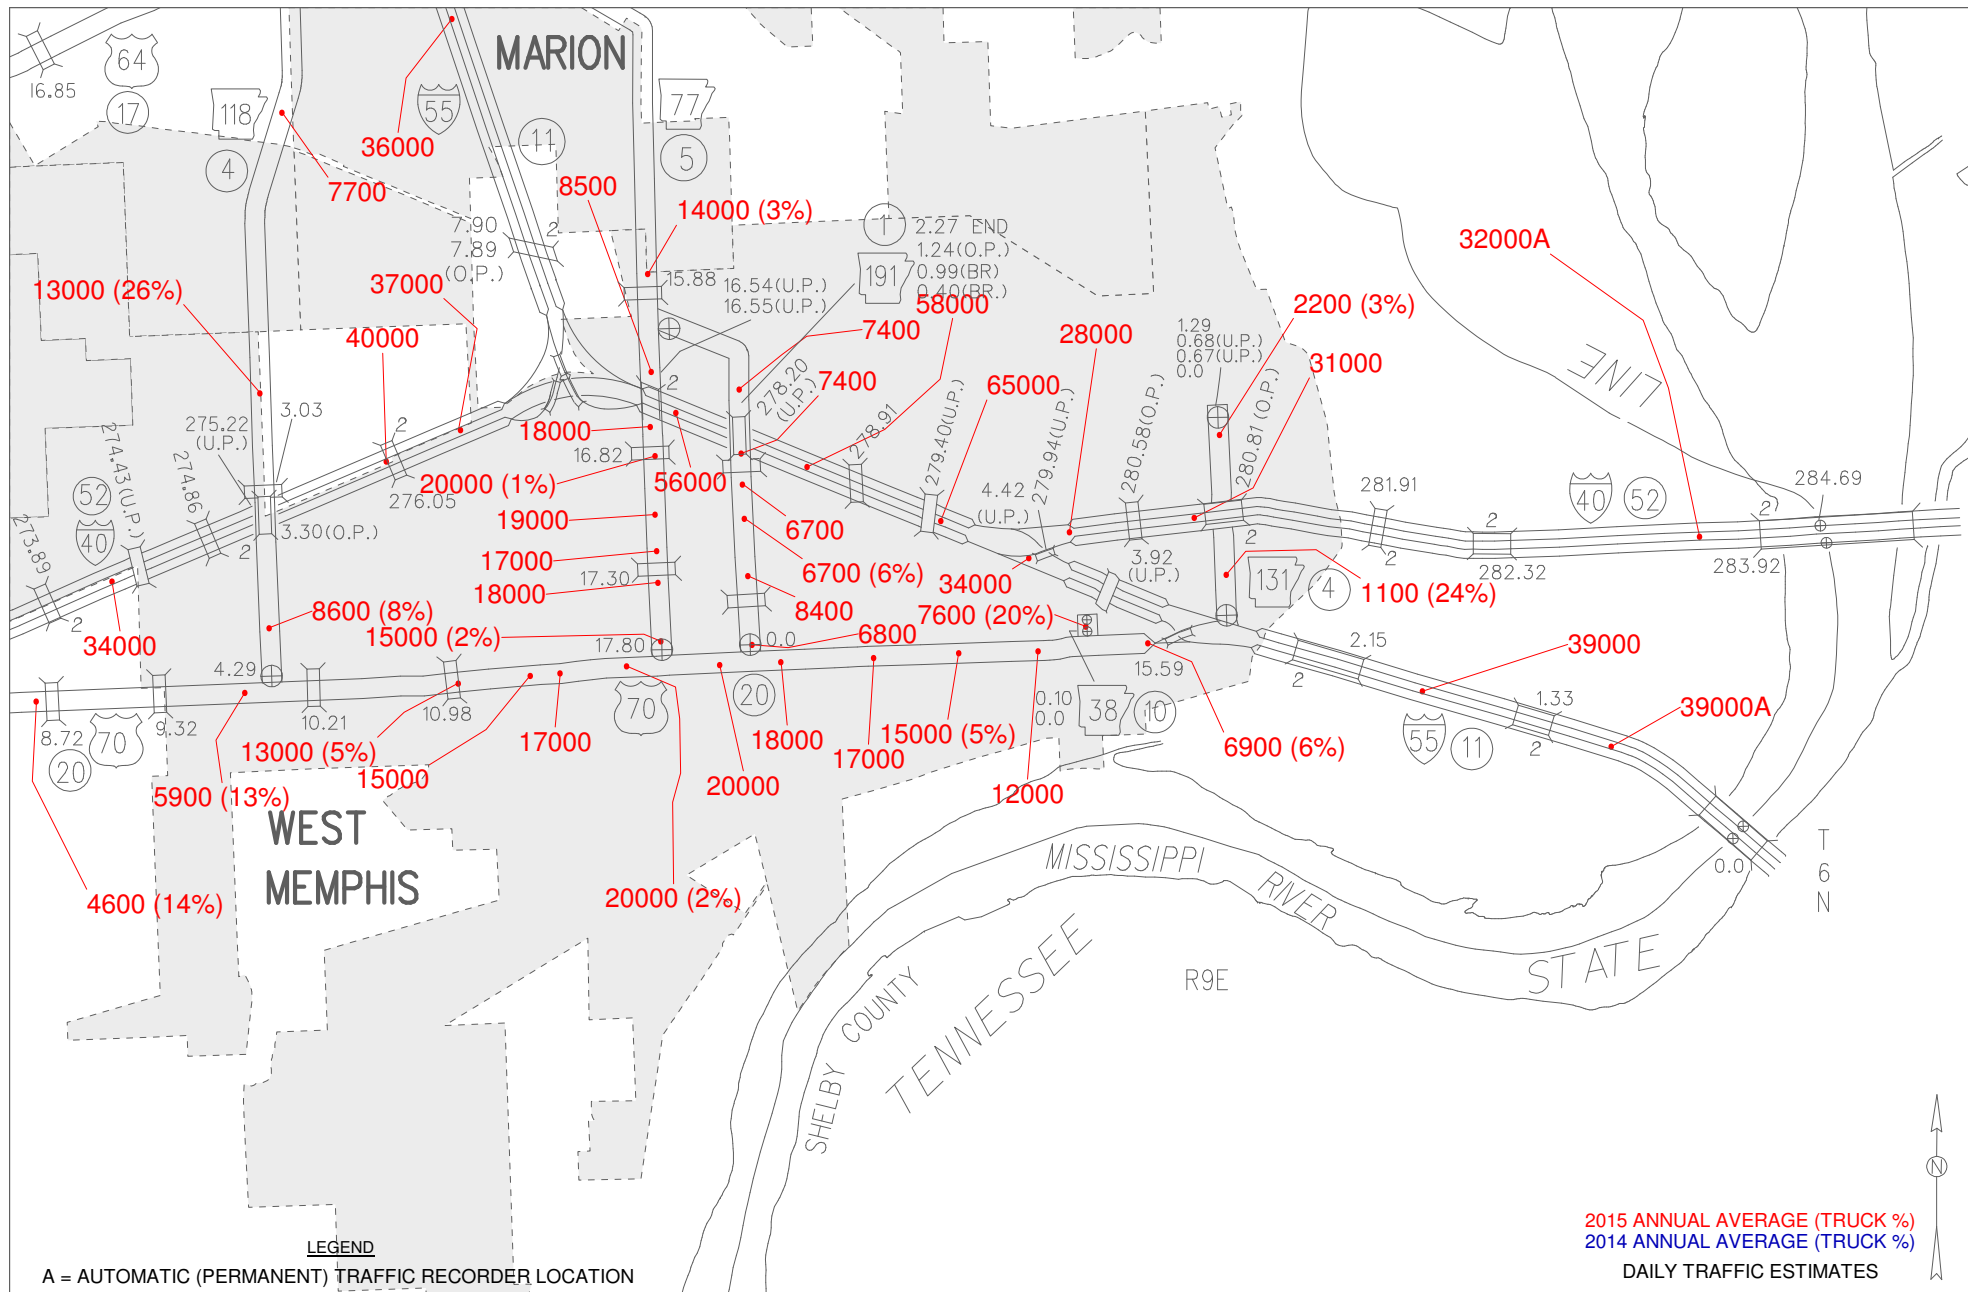 MARION
64
17
16.85
118
4
55
11
77
5
36000
7700
8500
14000 (3%)
7.90
7.89
(O.P.)
2
1
2.27 END
1.24(O.P.)
0.99(BR)
0.40(BR.)
191
32000A
13000 (26%)
37000
40000
15.88
16.54(U.P.)
16.55(U.P.)
58000
7400
28000
2200 (3%)
1.29
0.68(U.P.)
0.67(U.P.)
0.0
31000
LINE
7400
65000
278.20
(U.P.)
2
275.22
(U.P.)
3.03
2
18000
16.82
20000 (1%)
56000
278.91
279.40(U.P.)
4.42
(U.P.)
279.94(U.P.)
280.58(O.P.)
280.81(O.P.)
281.91
40
52
284.69
52
40
274.43(U.P.)
274.86
273.89
2
3.30(O.P.)
276.05
19000
6700
17000
6700 (6%)
34000
3.92
(U.P.)
2
2
2
282.32
2
283.92
131
4
1100 (24%)
2
34000
8600 (8%)
17.30
18000
8400
7600 (20%)
15000 (2%)
17.80
0.0
6800
4.29
15.59
2.15
39000
2
1.33
39000A
2
55
11
8.72
70
20
9.32
10.21
10.98
70
20
0.10
0.0
38
10
13000 (5%)
15000
17000
18000
17000
15000 (5%)
6900 (6%)
5900 (13%)
20000
12000
WEST
MEMPHIS
4600 (14%)
20000 (2%)
MISSISSIPPI
RIVER
0.0
T
6
N
STATE
R9E
SHELBY COUNTY
TENNESSEE
N
LEGEND
A = AUTOMATIC (PERMANENT) TRAFFIC RECORDER LOCATION
2015 ANNUAL AVERAGE (TRUCK %)
2014 ANNUAL AVERAGE (TRUCK %)
DAILY TRAFFIC ESTIMATES